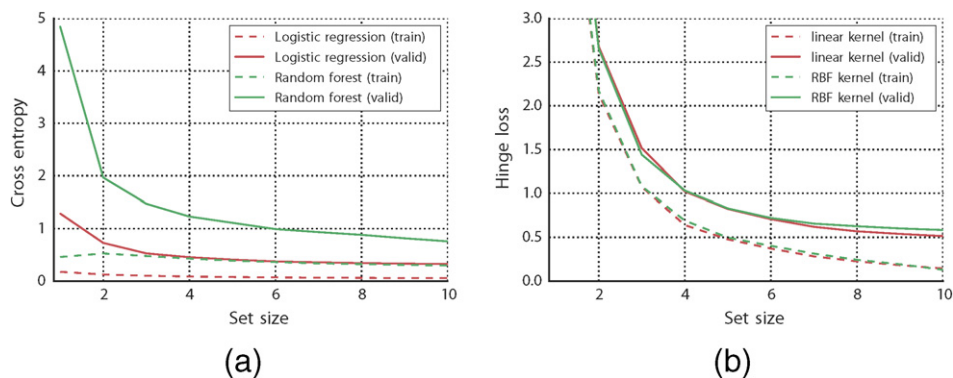 5
4
3
2
1
0
Cross entropy
2 4 6 8 10
Set size
Logistic regression (train)
Logistic regression (valid)
Random forest (train)
Random forest (valid)
(a)
3.0
2.5
2.0
1.5
1.0
0.5
0.0
Hinge loss
2 4 6 8 10
Set size
linear kernel (train)
linear kernel (valid)
RBF kernel (train)
RBF kernel (valid)
(b)